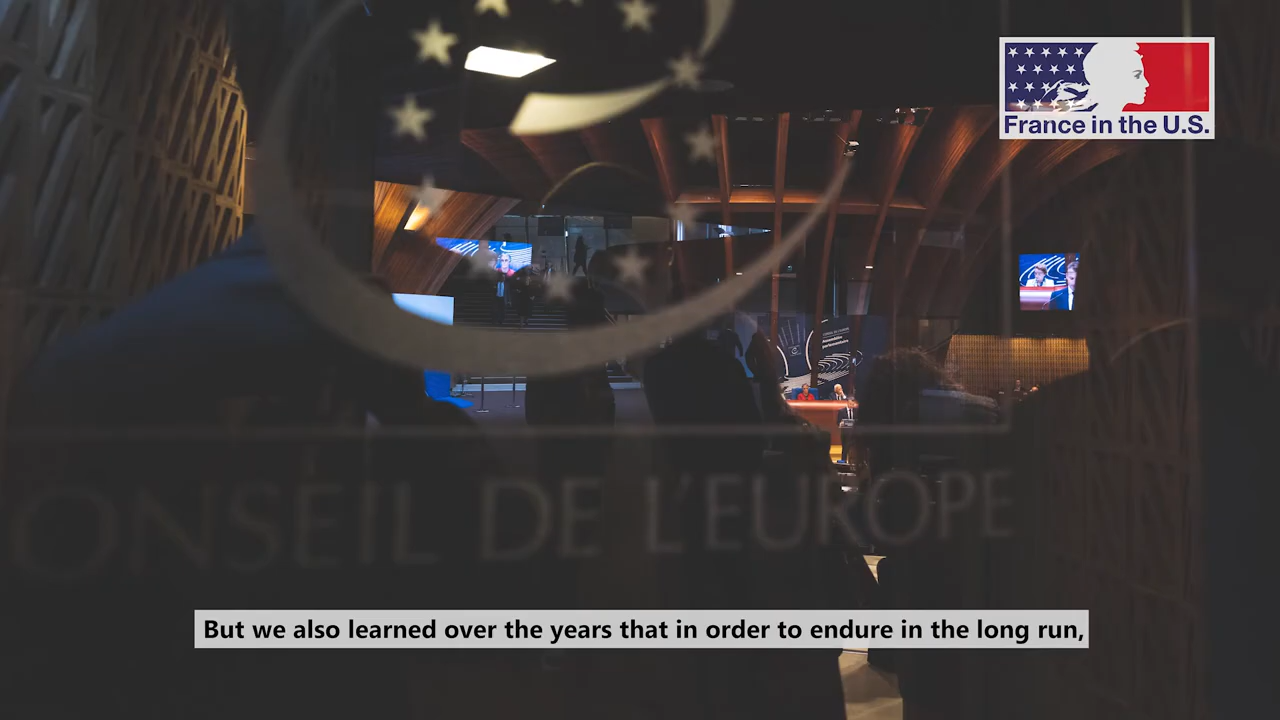 France in the U.S.
ONSEIL DE L'EUROPE
But we also learned over the years that in order to endure in the long run,